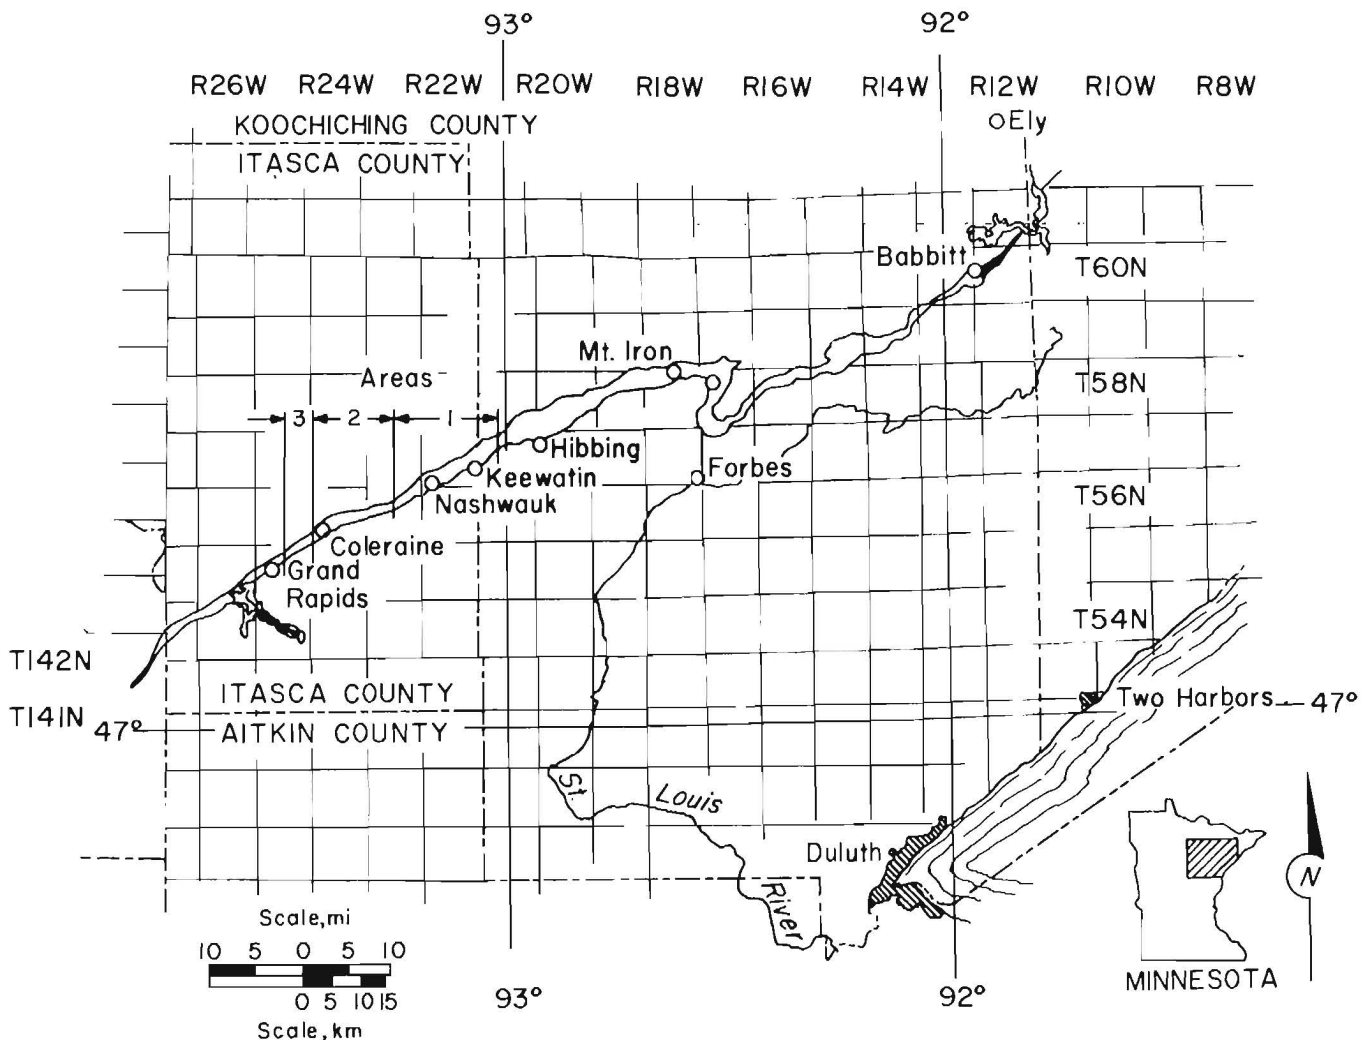 93°
92°
R26W R24W R22W R20W R18W R16W R14W R12W R10W R8W
KOOCHICHING COUNTY
ITASCA COUNTY
Ely
Babbitt
T60N
Mt. Iron
Areas
T58N
3 2 1
Hibbing
Forbes
Keewatin
Nashwauk
T56N
Coleraine
Grand
Rapids
T54N
T142N
ITASCA COUNTY
Two Harbors
47°
T141N
47°
AITKIN COUNTY
St. Louis River
Duluth
N
Scale, mi
10 5 0 5 10
0 5 10 15
Scale, km
93°
92°
MINNESOTA